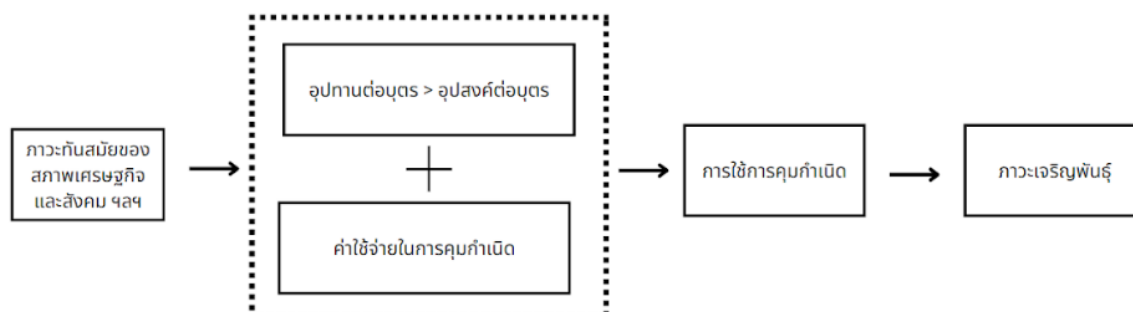 ภาวะทันสมัยของ
สภาพเศรษฐกิจ
และสังคม ฯลฯ
อุปทานต่อบุตร > อุปสงค์ต่อบุตร
ค่าใช้จ่ายในการคุมกำเนิด
การใช้การคุมกำเนิด
ภาวะเจริญพันธุ์